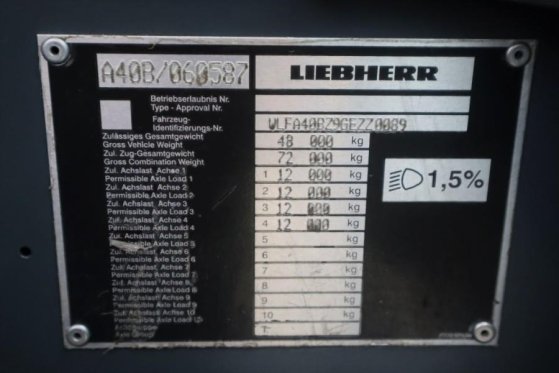 A40B/060587
LIEBHERR
Betriebserlaubnis Nr.
Type - Approval Nr.
Fahrzeug-
Identifizierungs-Nr. WLFA40BZ9GEZZ0089
Zulässiges Gesamtgewicht
Gross Vehicle Weight 48 000 kg
Zul. Zug-Gesamtgewicht
Gross Combination Weight 72 000 kg
Zul. Achslast Achse 1
Permissible Axle Load 1 1 12 000 kg
Zul. Achslast Achse 2
Permissible Axle Load 2 2 12 000 kg
Zul. Achslast Achse 3
Permissible Axle Load 3 3 12 000 kg
Zul. Achslast Achse 4
Permissible Axle Load 4 4 12 000 kg
Zul. Achslast Achse 5
Permissible Axle Load 5 5 kg
Zul. Achslast Achse 6
Permissible Axle Load 6 6 kg
Zul. Achslast Achse 7
Permissible Axle Load 7 7 kg
Zul. Achslast Achse 8
Permissible Axle Load 8 8 kg
Zul. Achslast Achse 9
Permissible Axle Load 9 9 kg
Zul. Achslast Achse 10
Permissible Axle Load 10 kg
1,5%